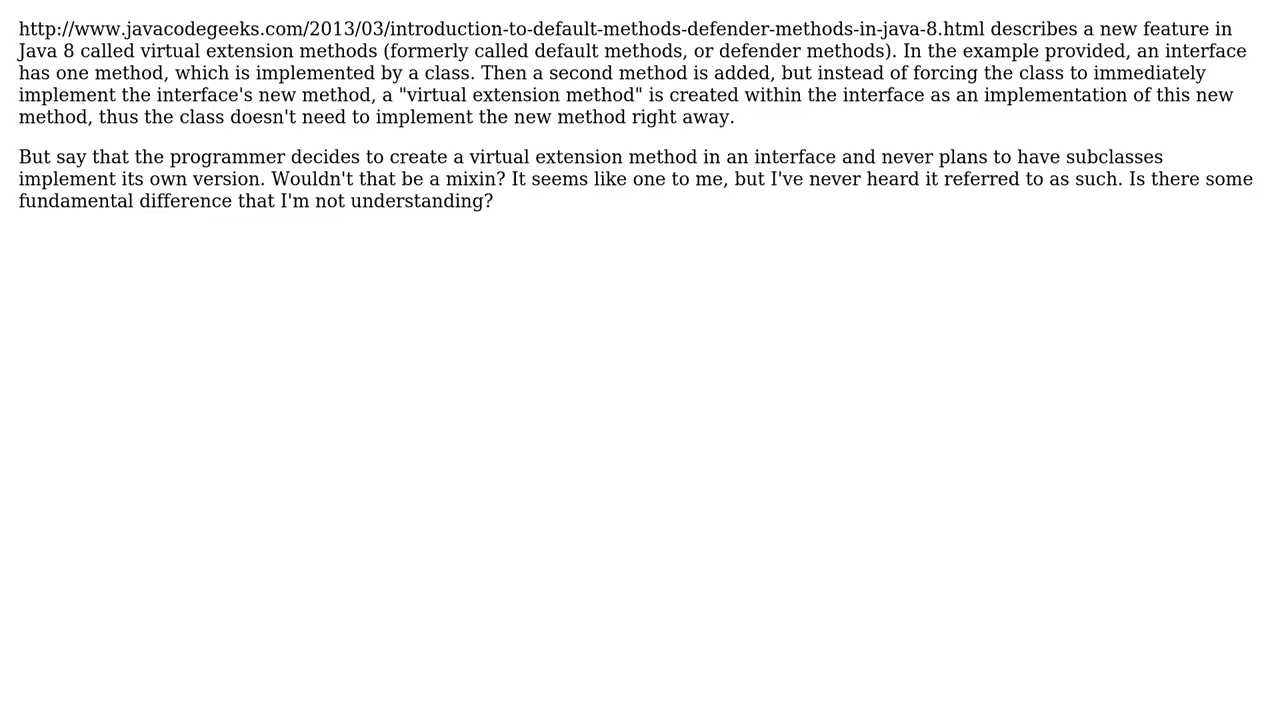 http://www.javacodegeeks.com/2013/03/introduction-to-default-methods-defender-methods-in-java-8.html describes a new feature in
Java 8 called virtual extension methods (formerly called default methods, or defender methods). In the example provided, an interface
has one method, which is implemented by a class. Then a second method is added, but instead of forcing the class to immediately
implement the interface's new method, a "virtual extension method" is created within the interface as an implementation of this new
method, thus the class doesn't need to implement the new method right away.
But say that the programmer decides to create a virtual extension method in an interface and never plans to have subclasses
implement its own version. Wouldn't that be a mixin? It seems like one to me, but I've never heard it referred to as such. Is there some
fundamental difference that I'm not understanding?